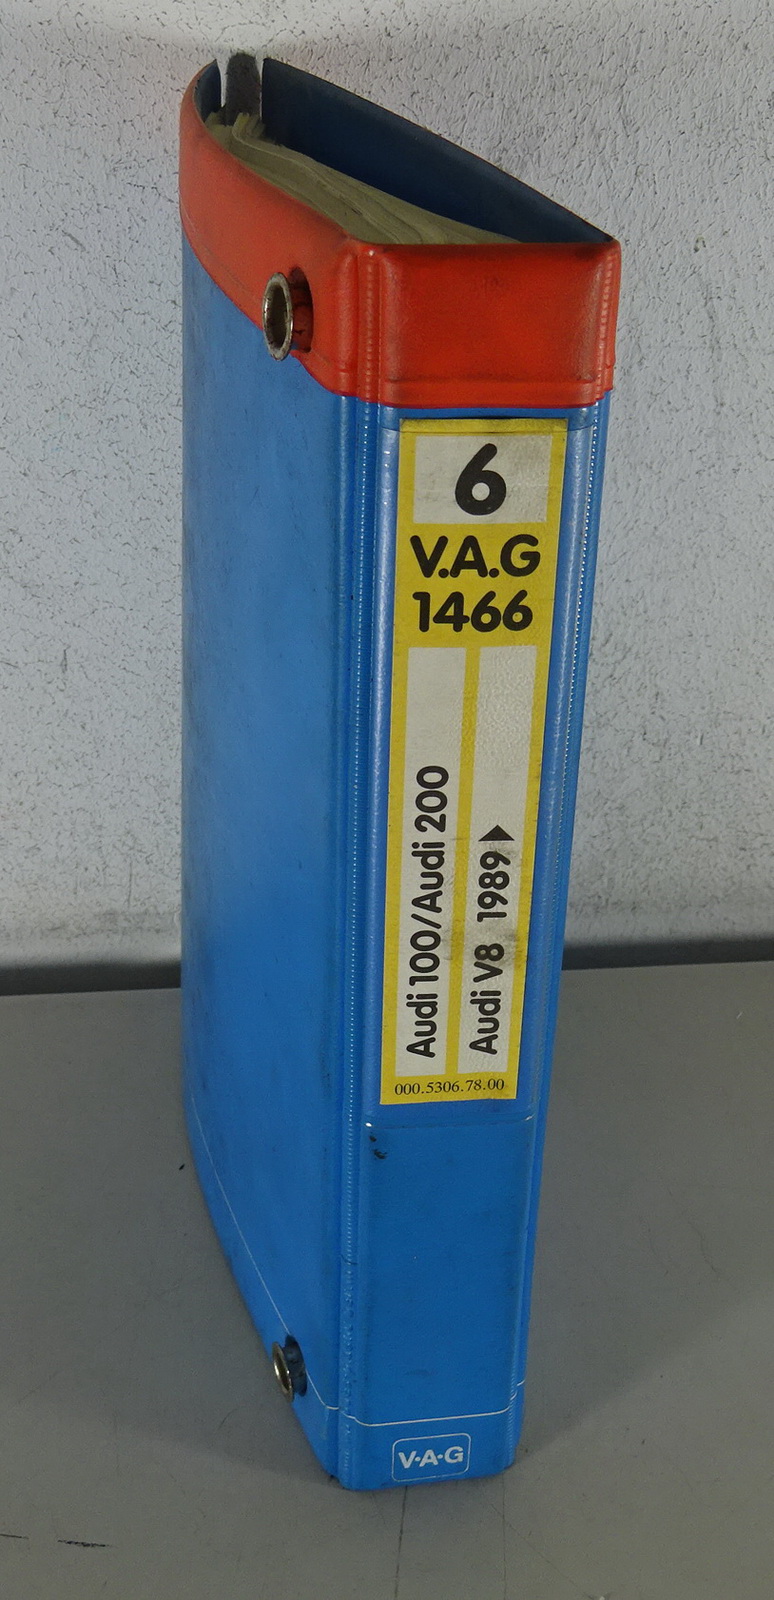 6
V.A.G
1466
Audi 100/Audi 200
Audi V8 1989▶
000.5306.78.00
V·A·G